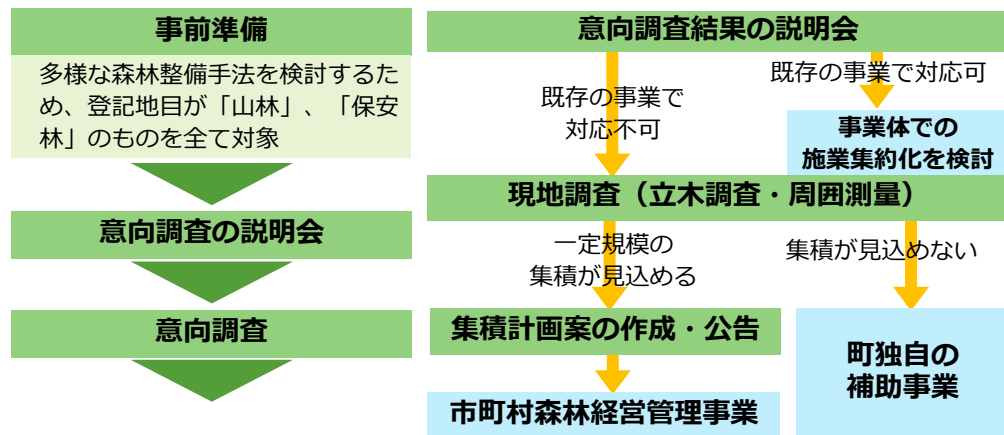 事前準備
多様な森林整備手法を検討するた
め、登記地目が「山林」、「保安
林」のものを全て対象
意向調査の説明会
意向調査
意向調査結果の説明会
既存の事業で
対応不可
既存の事業で対応可
事業体での
施業集約化を検討
現地調査（立木調査・周囲測量）
一定規模の
集積が見込める
集積が見込めない
集積計画案の作成・公告
市町村森林経営管理事業
町独自の
補助事業